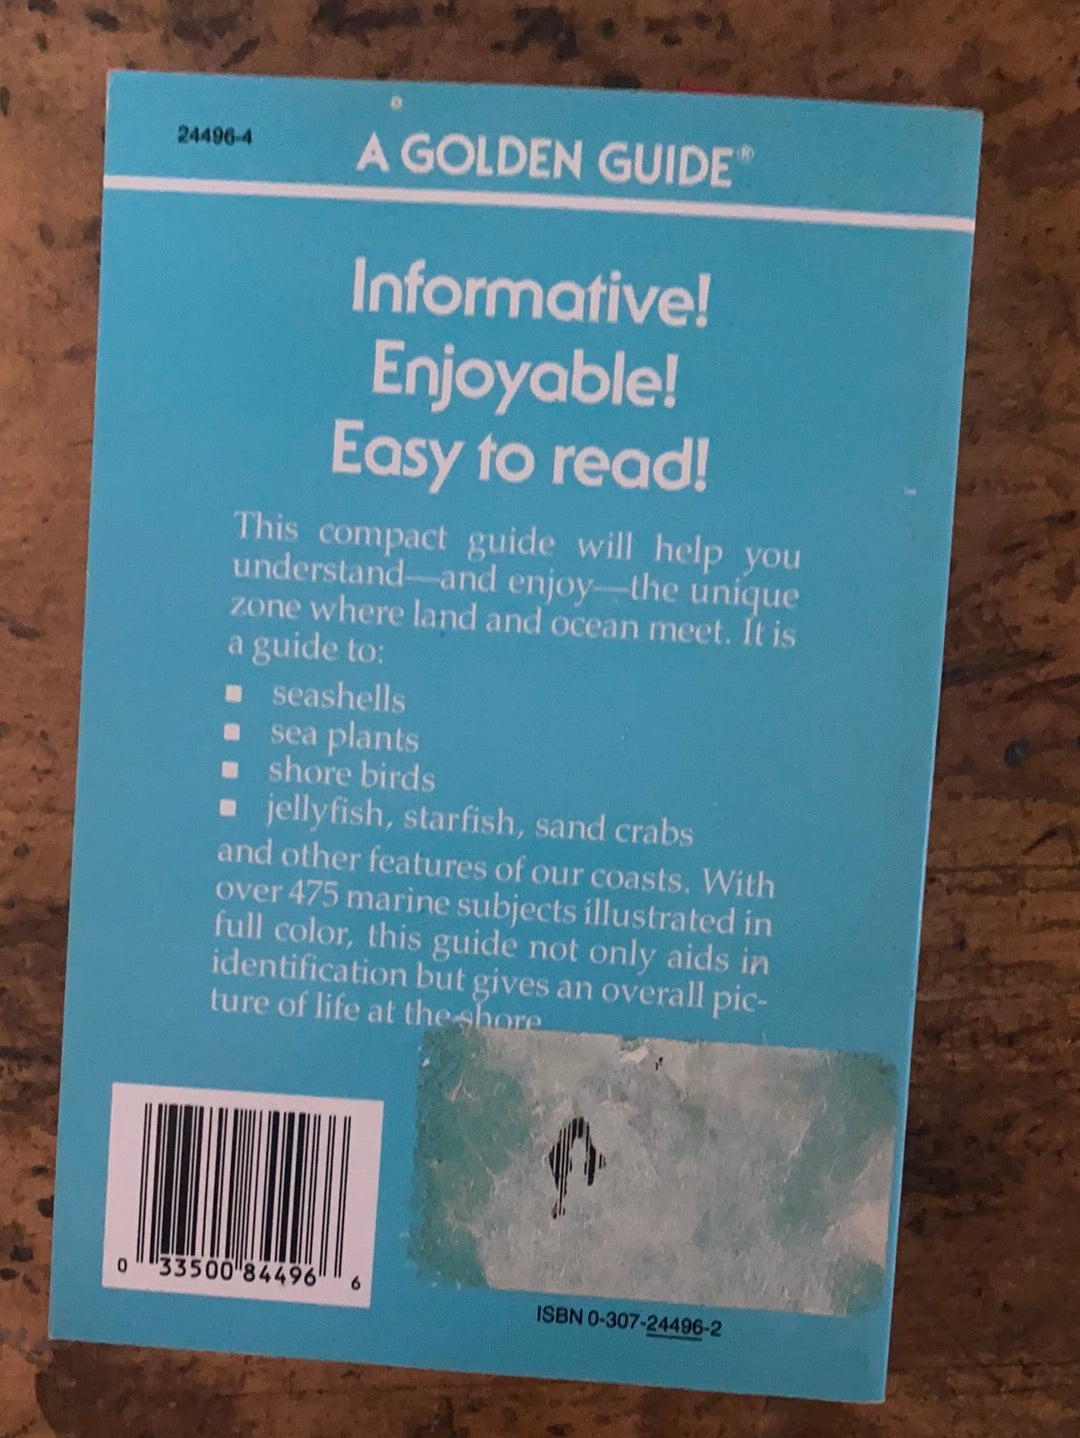 24496-4
A GOLDEN GUIDE®
Informative!
Enjoyable!
Easy to read!
This compact guide will help you
understand—and enjoy—the unique
zone where land and ocean meet. It is
a guide to:
■ seashells
■ sea plants
■ shore birds
■ jellyfish, starfish, sand crabs
and other features of our coasts. With
over 475 marine subjects illustrated in
full color, this guide not only aids in
identification but gives an overall pic-
ture of life at the shore
0 33500 84496 6
ISBN 0-307-24496-2